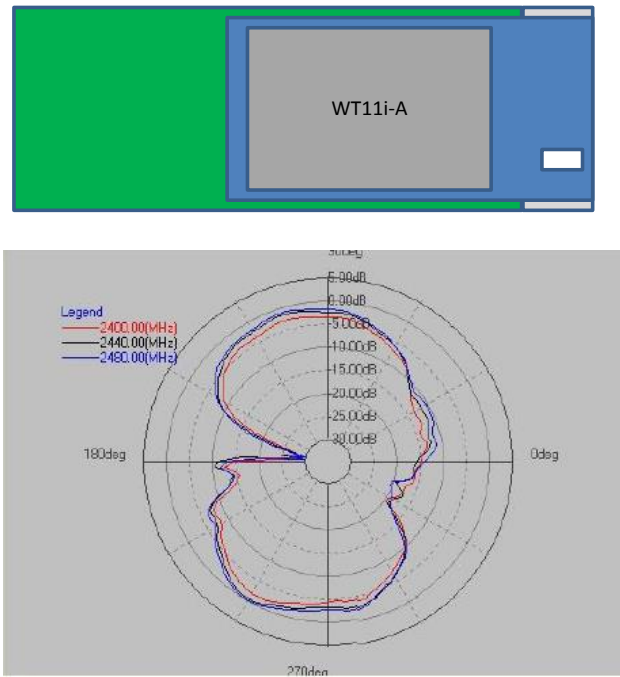 WT11i-A
90deg
5.00dB
0.00dB
Legend
2400.00(MHz)
2440.00(MHz)
2480.00(MHz)
-5.00dB
-10.00dB
-15.00dB
-20.00dB
-25.00dB
-30.00dB
180deg
0deg
270deg